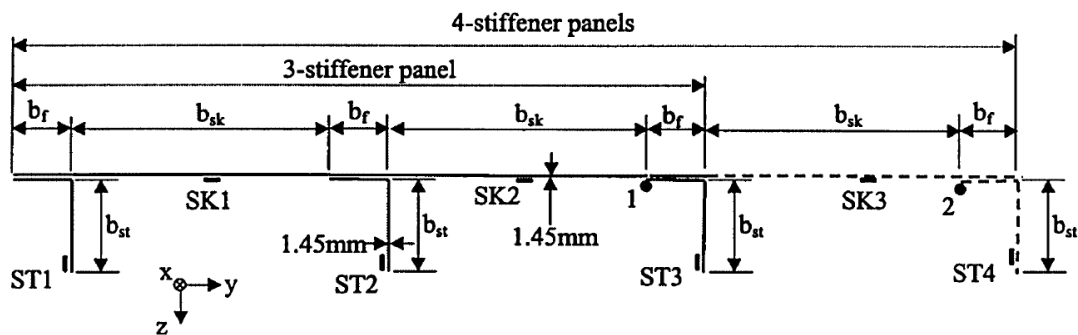 4-stiffener panels
3-stiffener panel
b_f b_sk b_f b_sk b_f b_sk b_f
SK1 SK2 1 SK3 2
b_st b_st b_st b_st
1.45mm 1.45mm
ST1 ST2 ST3 ST4
x
y
z